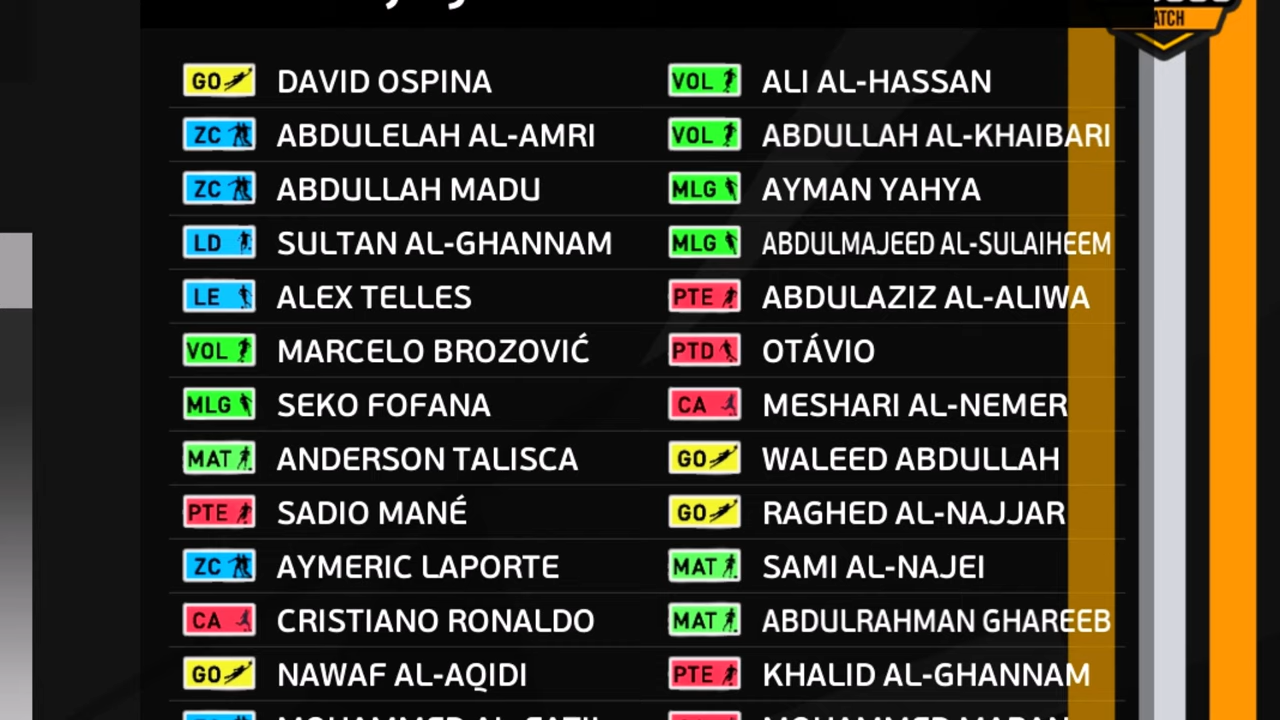 ATCH
GO DAVID OSPINA
ZC ABDULELAH AL-AMRI
ZC ABDULLAH MADU
LD SULTAN AL-GHANNAM
LE ALEX TELLES
VOL MARCELO BROZOVIĆ
MLG SEKO FOFANA
MAT ANDERSON TALISCA
PTE SADIO MANÉ
ZC AYMERIC LAPORTE
CA CRISTIANO RONALDO
GO NAWAF AL-AQIDI
VOL ALI AL-HASSAN
VOL ABDULLAH AL-KHAIBARI
MLG AYMAN YAHYA
MLG ABDULMAJEED AL-SULAIHEEM
PTE ABDULAZIZ AL-ALIWA
PTD OTÁVIO
CA MESHARI AL-NEMER
GO WALEED ABDULLAH
GO RAGHED AL-NAJJAR
MAT SAMI AL-NAJEI
MAT ABDULRAHMAN GHAREEB
PTE KHALID AL-GHANNAM